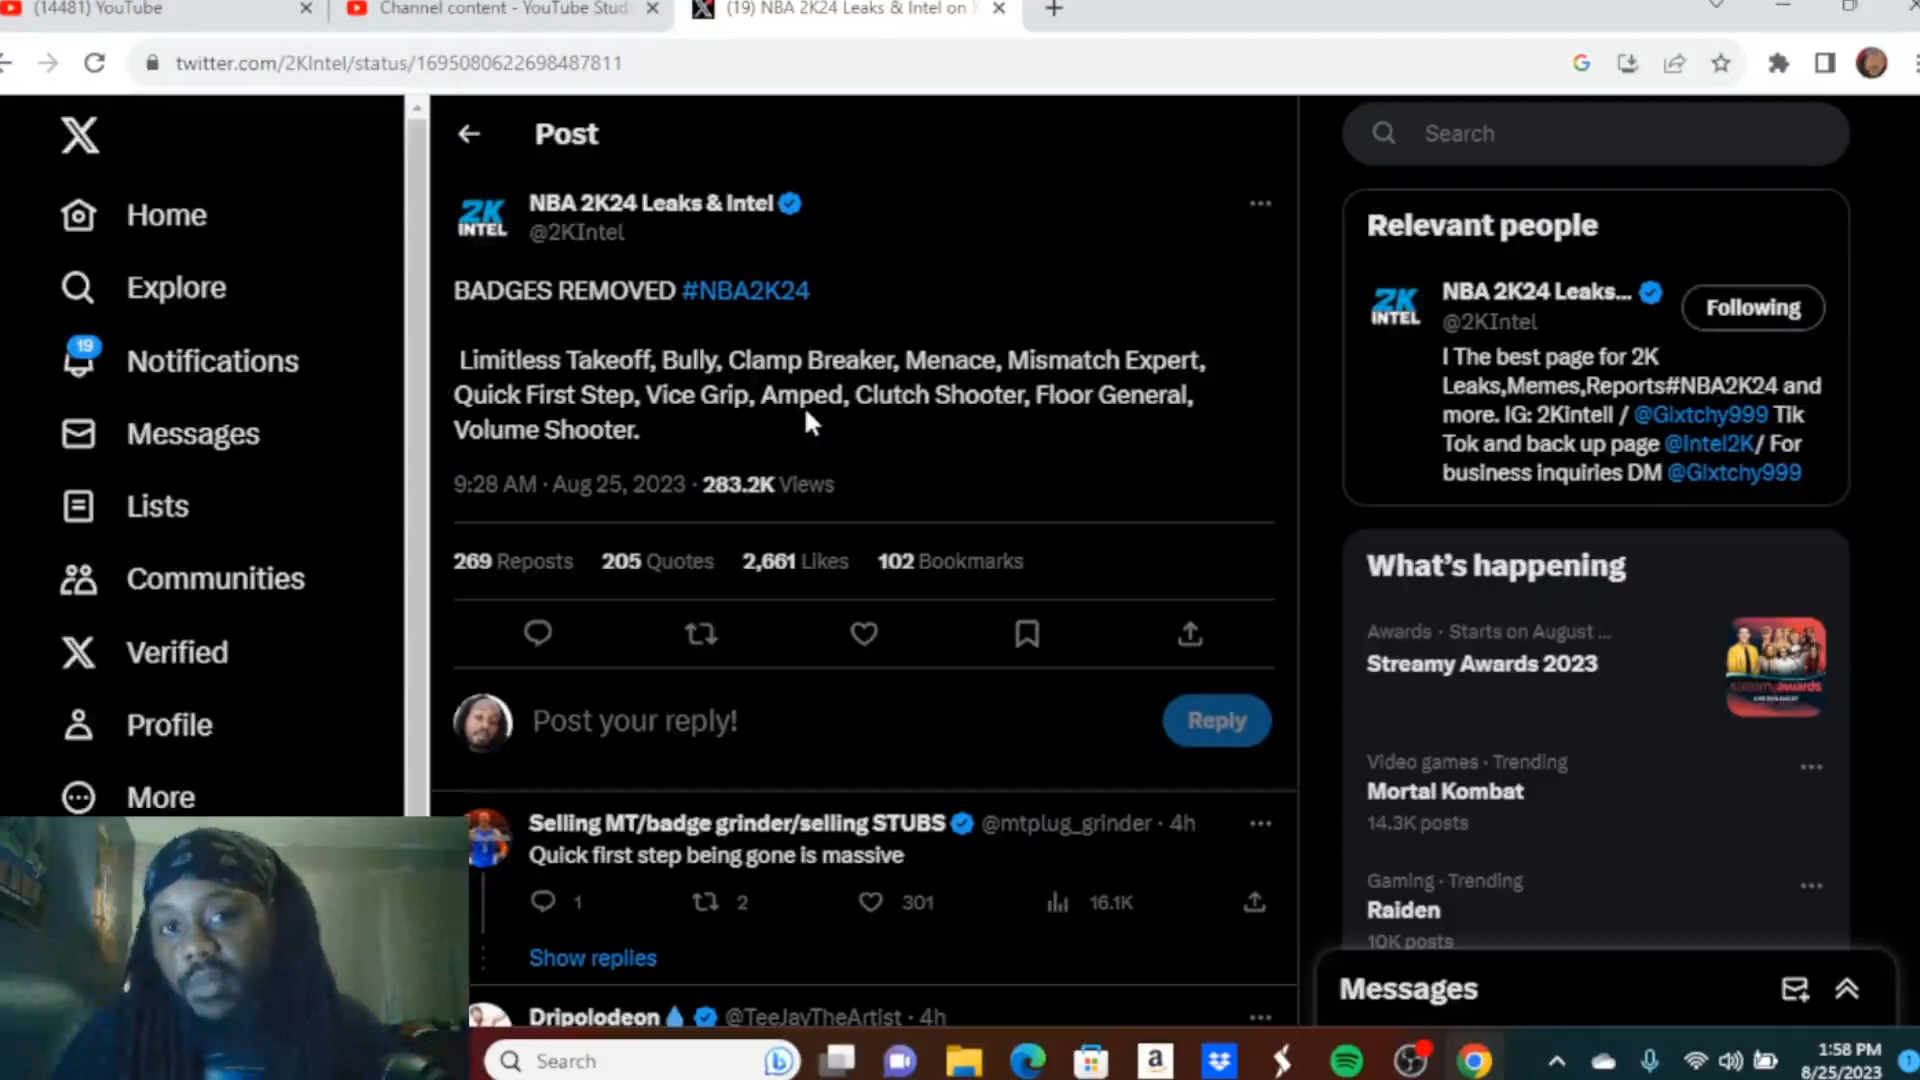 (14481) YouTube
Channel content - YouTube Stud
(19) NBA 2K24 Leaks & Intel on
twitter.com/2KIntel/status/1695080622698487811
Home
Explore
19
Notifications
Messages
Lists
Communities
Verified
Profile
More
Post
2K INTEL
NBA 2K24 Leaks & Intel
@2KIntel
BADGES REMOVED #NBA2K24
Limitless Takeoff, Bully, Clamp Breaker, Menace, Mismatch Expert,
Quick First Step, Vice Grip, Amped, Clutch Shooter, Floor General,
Volume Shooter.
9:28 AM · Aug 25, 2023 · 283.2K Views
269 Reposts 205 Quotes 2,661 Likes 102 Bookmarks
Post your reply!
Reply
Selling MT/badge grinder/selling STUBS @mtplug_grinder · 4h
Quick first step being gone is massive
1 2 301 16.1K
Show replies
Dripolodeon @TeeJayTheArtist · 4h
Search
Relevant people
2K INTEL
NBA 2K24 Leaks...
@2KIntel
Following
I The best page for 2K
Leaks,Memes,Reports#NBA2K24 and
more. IG: 2Kintell / @Glxtchy999 Tik
Tok and back up page @Intel2K/ For
business inquiries DM @Glxtchy999
What's happening
Awards · Starts on August ...
Streamy Awards 2023
Video games · Trending
Mortal Kombat
14.3K posts
Gaming · Trending
Raiden
10K posts
Messages
Search
1:58 PM
8/25/2023
1